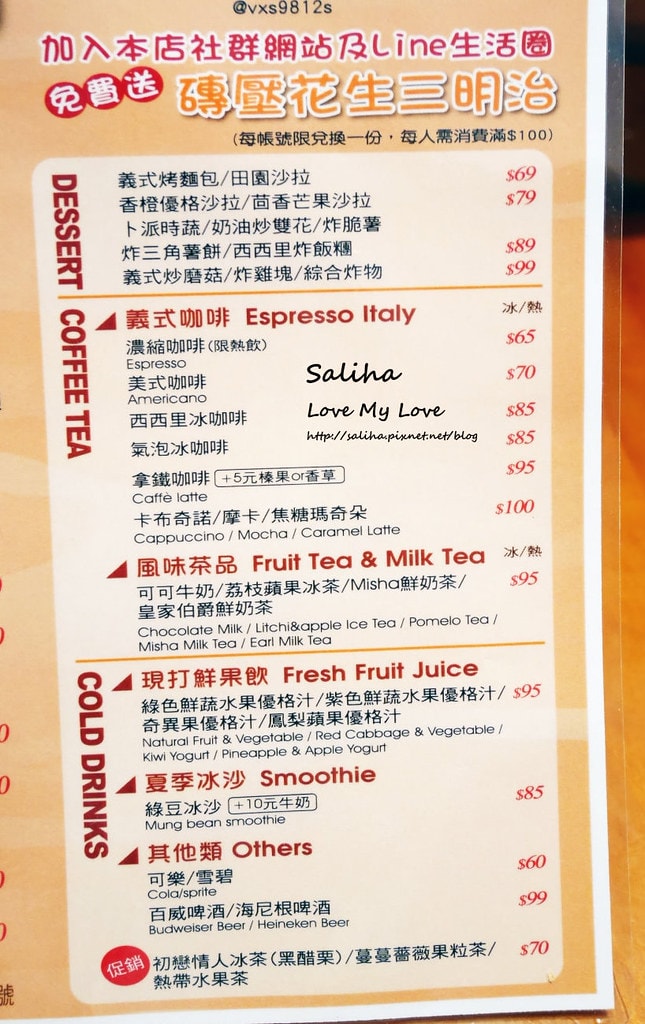 @vxs9812s
加入本店社群網站及Line生活圈
免費送 磚壓花生三明治
(每帳號限兌換一份，每人需消費滿$100)
DESSERT
義式烤麵包/田園沙拉 $69
香橙優格沙拉/茴香芒果沙拉 $79
卜派時蔬/奶油炒雙花/炸脆薯
炸三角薯餅/西西里炸飯糰 $89
義式炒磨菇/炸雞塊/綜合炸物 $99
COFFEE TEA
義式咖啡 Espresso Italy 冰/熱
濃縮咖啡(限熱飲) $65
Espresso
美式咖啡 $70
Americano
西西里冰咖啡 $85
氣泡冰咖啡 $85
拿鐵咖啡 +5元榛果or香草 $95
Caffè latte
卡布奇諾/摩卡/焦糖瑪奇朵 $100
Cappuccino / Mocha / Caramel Latte
Saliha
Love My Love
http://saliha.pixnet.net/blog
風味茶品 Fruit Tea & Milk Tea 冰/熱
可可牛奶/荔枝蘋果冰茶/Misha鮮奶茶/ $95
皇家伯爵鮮奶茶
Chocolate Milk / Litchi&apple Ice Tea / Pomelo Tea /
Misha Milk Tea / Earl Milk Tea
COLD DRINKS
現打鮮果飲 Fresh Fruit Juice
綠色鮮蔬水果優格汁/紫色鮮蔬水果優格汁/ $95
奇異果優格汁/鳳梨蘋果優格汁
Natural Fruit & Vegetable / Red Cabbage & Vegetable /
Kiwi Yogurt / Pineapple & Apple Yogurt
夏季冰沙 Smoothie
綠豆冰沙 +10元牛奶 $85
Mung bean smoothie
其他類 Others
可樂/雪碧 $60
Cola/sprite
百威啤酒/海尼根啤酒 $99
Budweiser Beer / Heineken Beer
促銷 初戀情人冰茶(黑醋栗)/蔓蔓薔薇果粒茶/ $70
熱帶水果茶
號